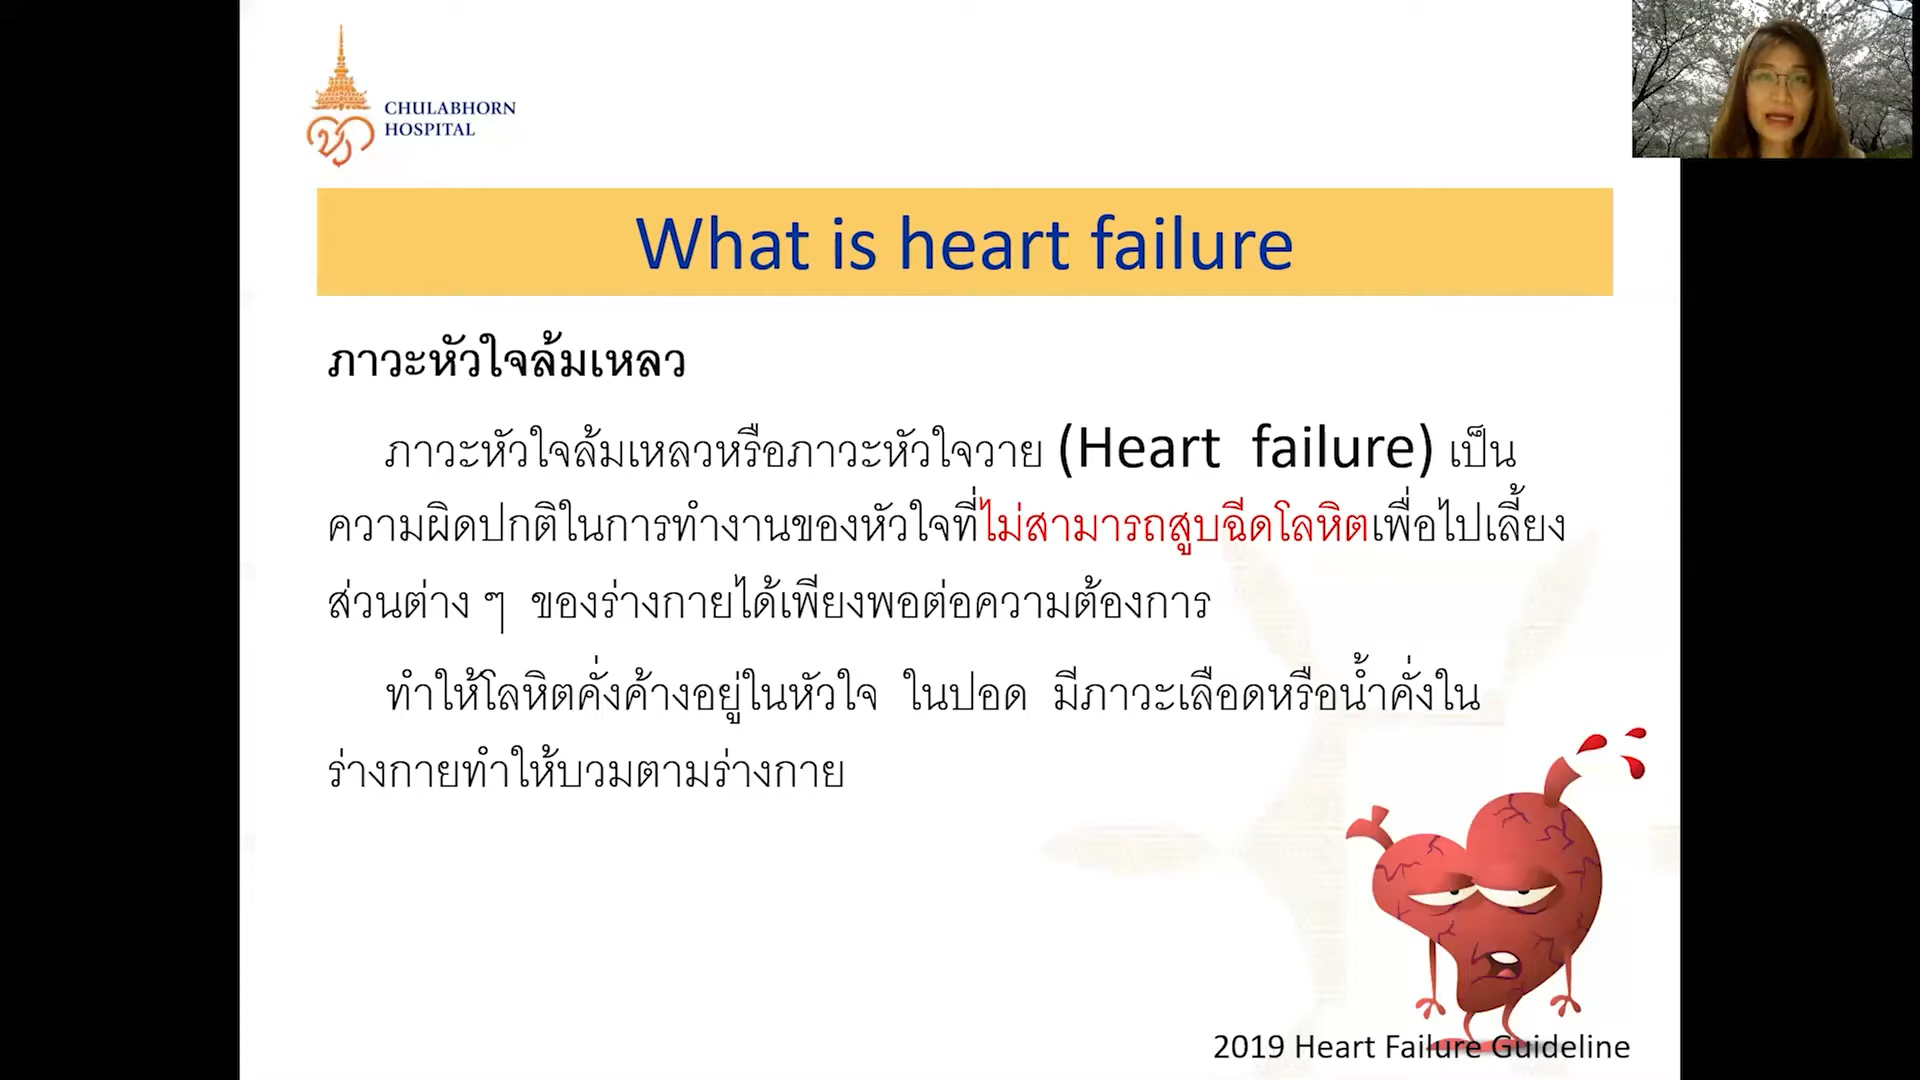 CHULABHORN
HOSPITAL
What is heart failure
ภาวะหัวใจล้มเหลว
ภาวะหัวใจล้มเหลวหรือภาวะหัวใจวาย (Heart failure) เป็น
ความผิดปกติในการทำงานของหัวใจที่ไม่สามารถสูบฉีดโลหิตเพื่อไปเลี้ยง
ส่วนต่าง ๆ ของร่างกายได้เพียงพอต่อความต้องการ
ทำให้โลหิตคั่งค้างอยู่ในหัวใจ ในปอด มีภาวะเลือดหรือน้ำคั่งใน
ร่างกายทำให้บวมตามร่างกาย
2019 Heart Failure Guideline